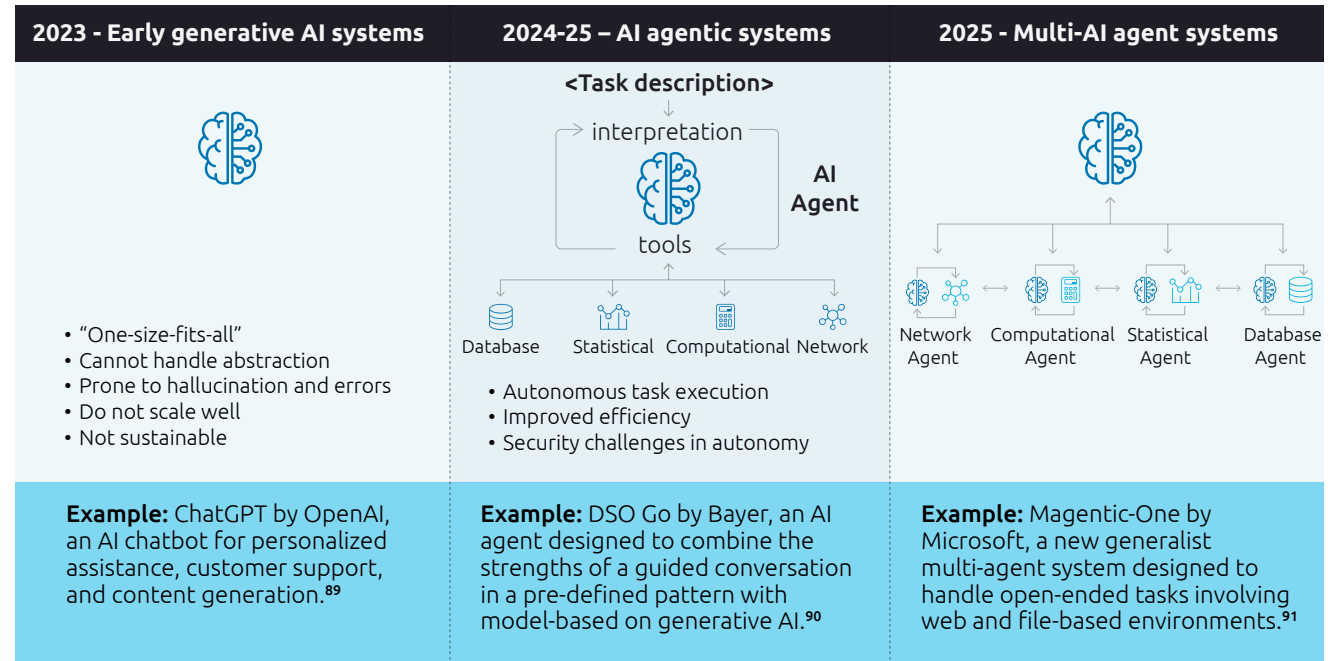 2023 - Early generative AI systems
• “One-size-fits-all”
• Cannot handle abstraction
• Prone to hallucination and errors
• Do not scale well
• Not sustainable
Example: ChatGPT by OpenAI,
an AI chatbot for personalized
assistance, customer support,
and content generation.89
2024-25 – AI agentic systems
<Task description>
interpretation
AI
Agent
tools
Database Statistical Computational Network
• Autonomous task execution
• Improved efficiency
• Security challenges in autonomy
Example: DSO Go by Bayer, an AI
agent designed to combine the
strengths of a guided conversation
in a pre-defined pattern with
model-based on generative AI.90
2025 - Multi-AI agent systems
Network
Agent
Computational
Agent
Statistical
Agent
Database
Agent
Example: Magentic-One by
Microsoft, a new generalist
multi-agent system designed to
handle open-ended tasks involving
web and file-based environments.91